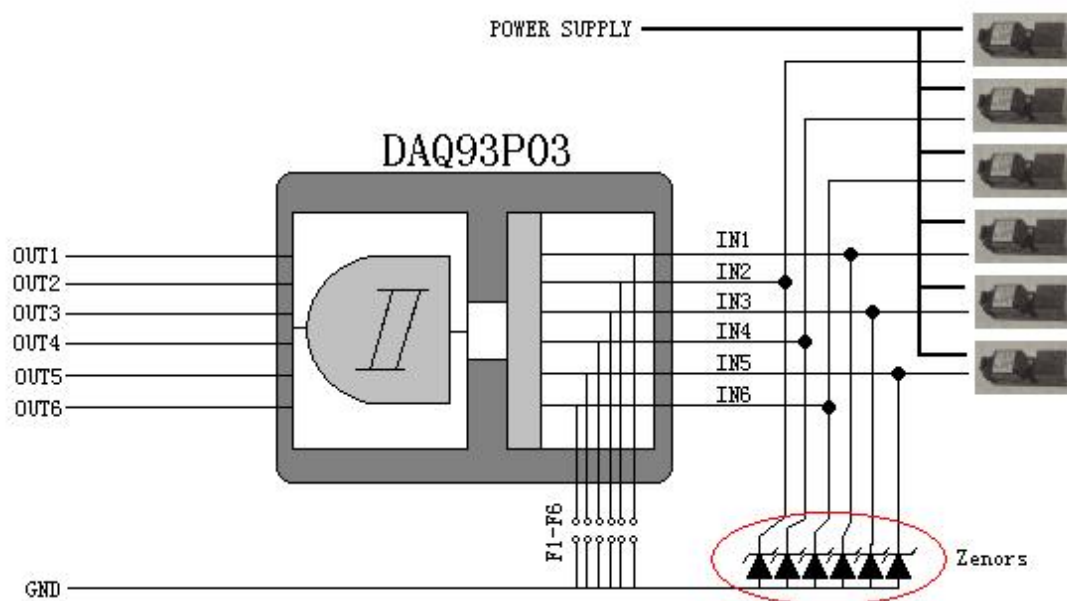 POWER SUPPLY
DAQ93P03
OUT1
OUT2
OUT3
OUT4
OUT5
OUT6
IN1
IN2
IN3
IN4
IN5
IN6
F1-F6
Zenors
GND